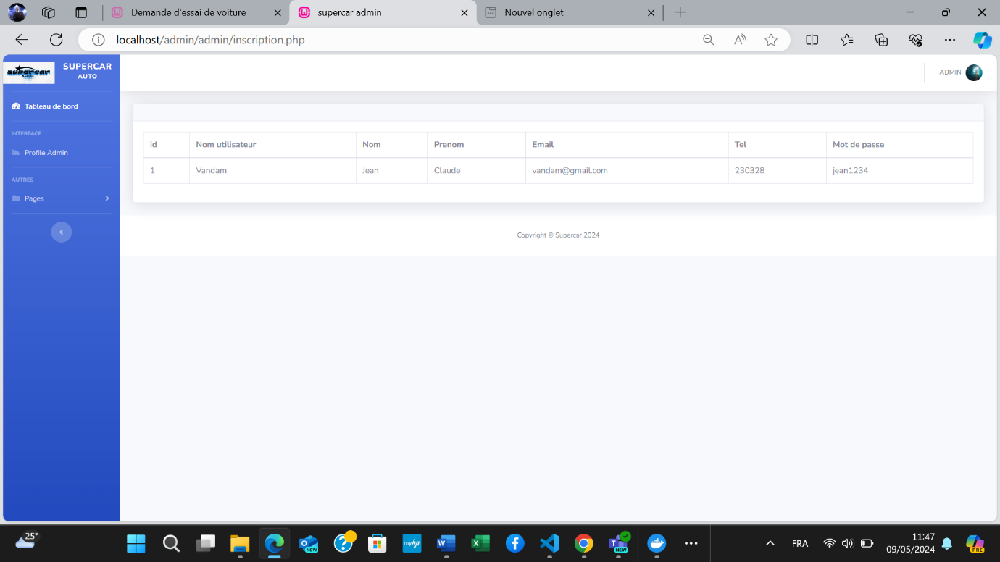 Demande d'essai de voiture
supercar admin
Nouvel onglet
localhost/admin/admin/inscription.php
supercar
AUTO
SUPERCAR
AUTO
ADMIN
Tableau de bord
INTERFACE
Profile Admin
AUTRES
Pages
id Nom utilisateur Nom Prenom Email Tel Mot de passe
1 Vandam Jean Claude vandam@gmail.com 230328 jean1234
Copyright © Supercar 2024
25°
NEW
myhp
NEW
FRA
11:47
09/05/2024
PRE